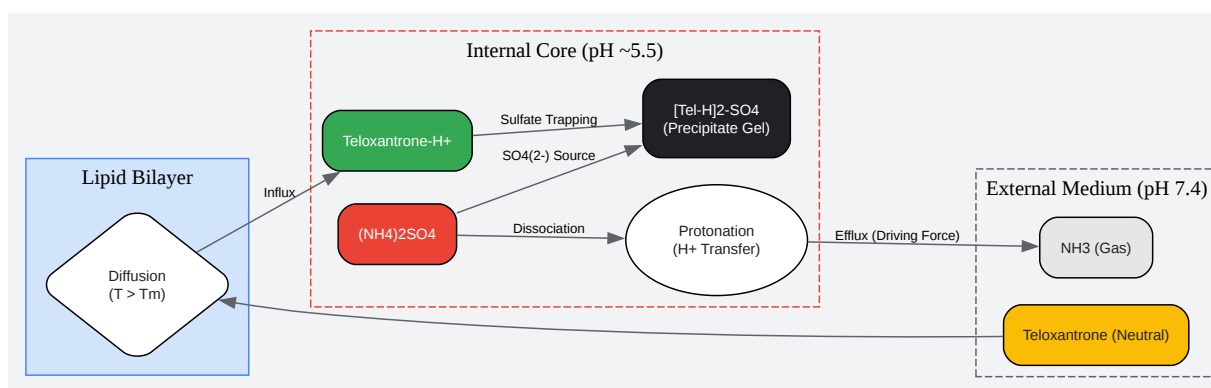 Internal Core (pH ~5.5)
[Tel-H]2-SO4
(Precipitate Gel)
Sulfate Trapping
Teloxantrone-H+
SO4(2-) Source
Lipid Bilayer
External Medium (pH 7.4)
Influx
(NH4)2SO4
Dissociation
Protonation
(H+ Transfer)
Efflux (Driving Force)
NH3 (Gas)
Diffusion
(T > Tm)
Teloxantrone (Neutral)